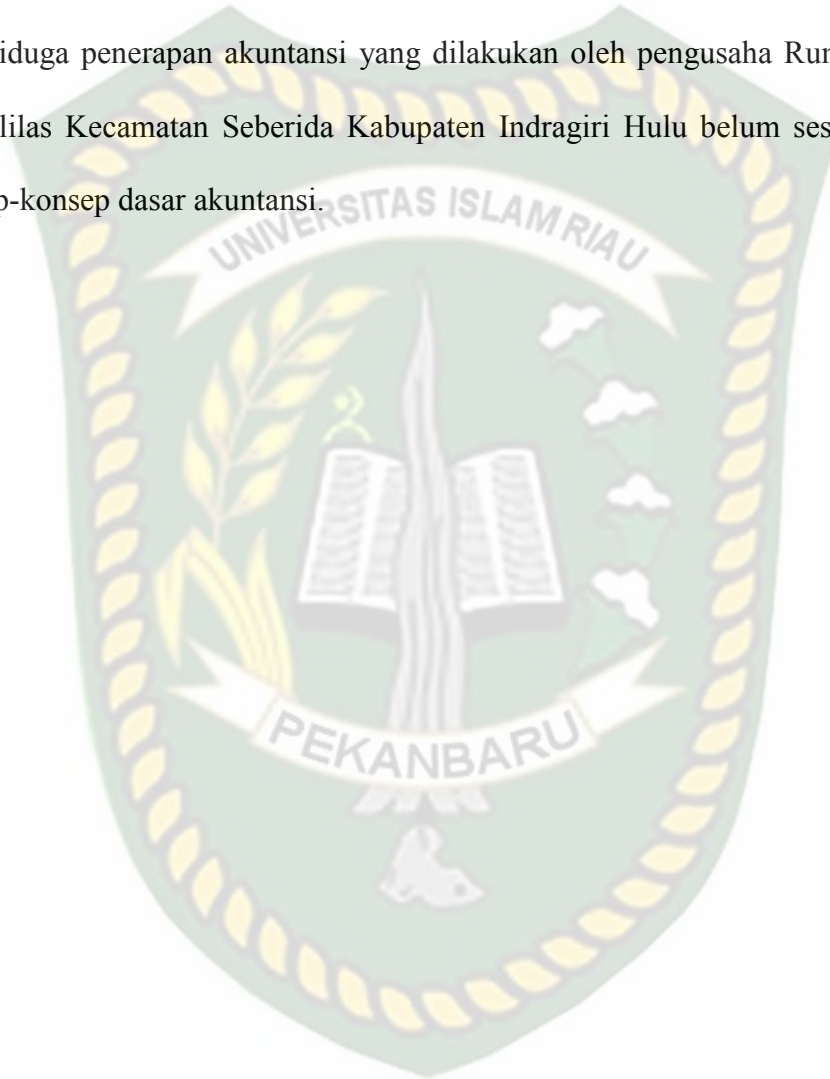 iduga penerapan akuntansi yang dilakukan oleh pengusaha Rur
lilas Kecamatan Seberida Kabupaten Indragiri Hulu belum ses
p-konsep dasar akuntansi.
UNIVERSITAS ISLAM RIAU
PEKANBARU